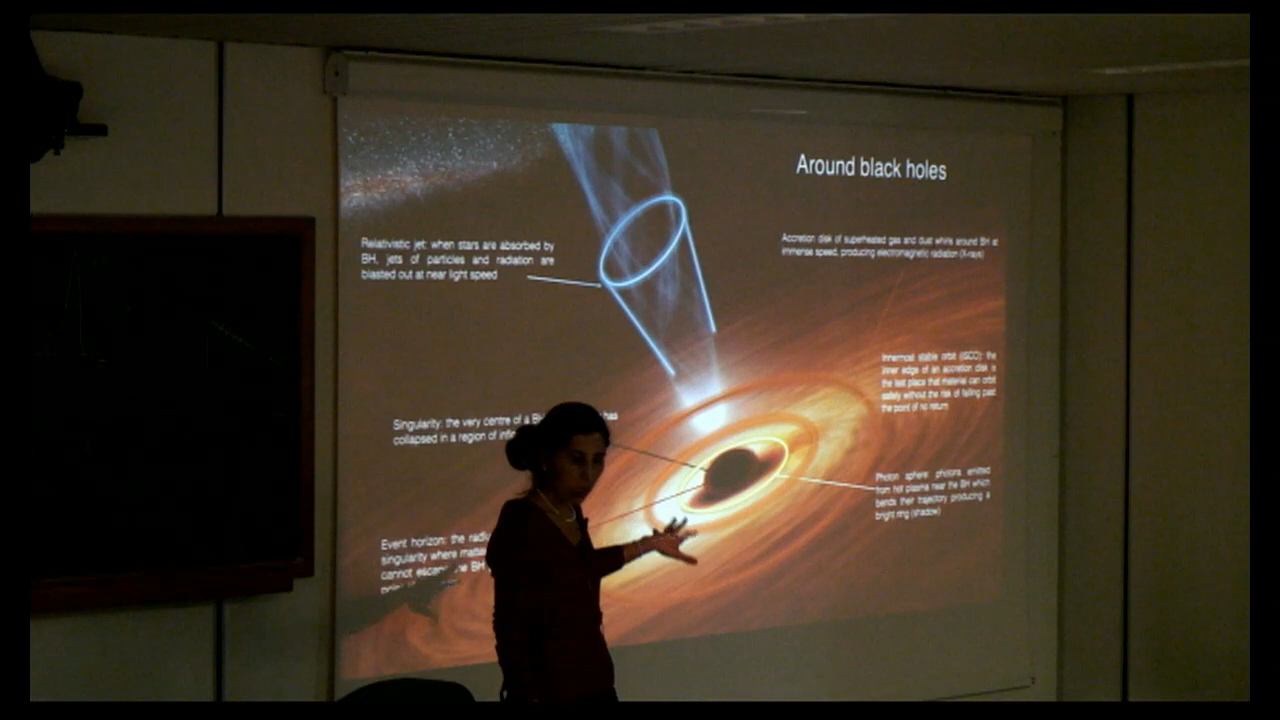 Around black holes
Relativistic jet: when stars are absorbed by
BH, jets of particles and radiation are
blasted out at near light speed
Accretion disk of superheated gas and dust whirls around BH at
immense speed, producing electromagnetic radiation (X-rays)
Innermost stable orbit (ISCO): the
inner edge of an accretion disk is
the last place that material can orbit
safely without the risk of falling past
the point of no return
Singularity: the very centre of a has
collapsed in a region of
Photon sphere: photons emitted
from hot plasma near the BH which
bends their trajectory producing a
bright ring (shadow)
Event horizon: the
singularity where
cannot escape the BH